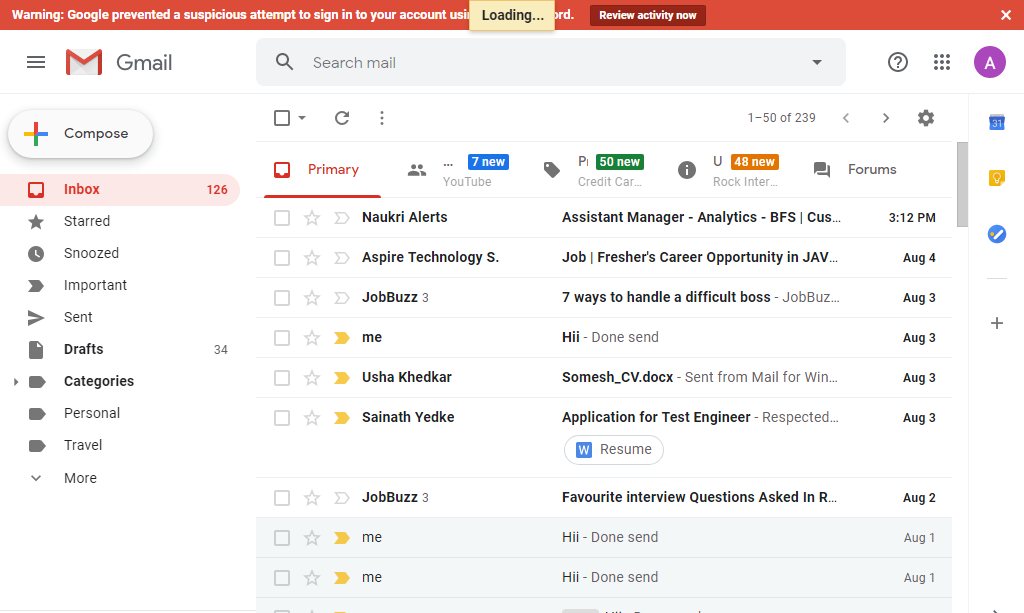 Warning: Google prevented a suspicious attempt to sign in to your account usi
Loading...
rd.
Review activity now
Gmail
Search mail
A
Compose
1–50 of 239
31
Primary
...
7 new
YouTube
50 new
Credit Car...
U
48 new
Rock Inter...
Forums
Inbox 126
Starred
Snoozed
Important
Sent
Drafts 34
Categories
Personal
Travel
More
Naukri Alerts Assistant Manager - Analytics - BFS | Cus... 3:12 PM
Aspire Technology S. Job | Fresher's Career Opportunity in JAV... Aug 4
JobBuzz 3 7 ways to handle a difficult boss - JobBuz... Aug 3
me Hii - Done send Aug 3
Usha Khedkar Somesh_CV.docx - Sent from Mail for Win... Aug 3
Sainath Yedke Application for Test Engineer - Respected... Aug 3
W Resume
JobBuzz 3 Favourite interview Questions Asked In R... Aug 2
me Hii - Done send Aug 1
me Hii - Done send Aug 1